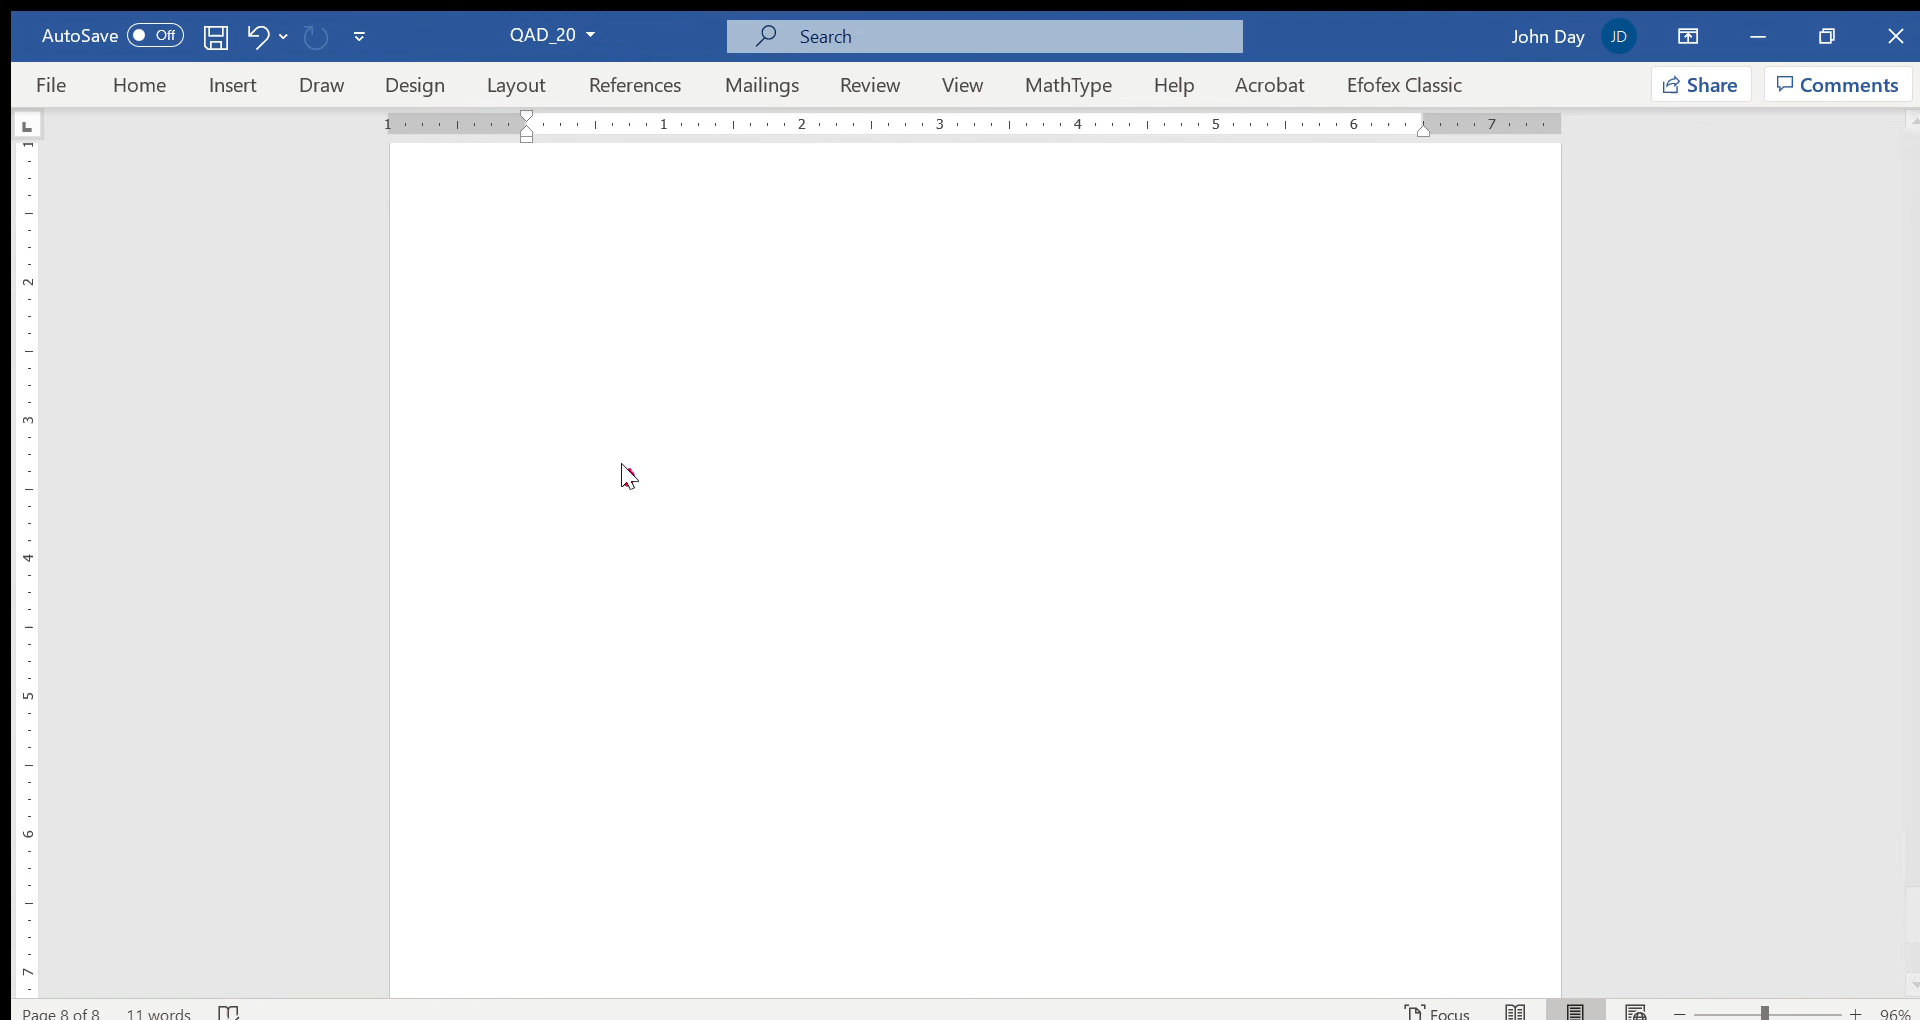 AutoSave Off QAD_20 Search John Day JD
File Home Insert Draw Design Layout References Mailings Review View MathType Help Acrobat Efofex Classic Share Comments
1 1 2 3 4 5 6 7
1
2
3
4
5
6
7
Page 8 of 8 11 words Focus 96%